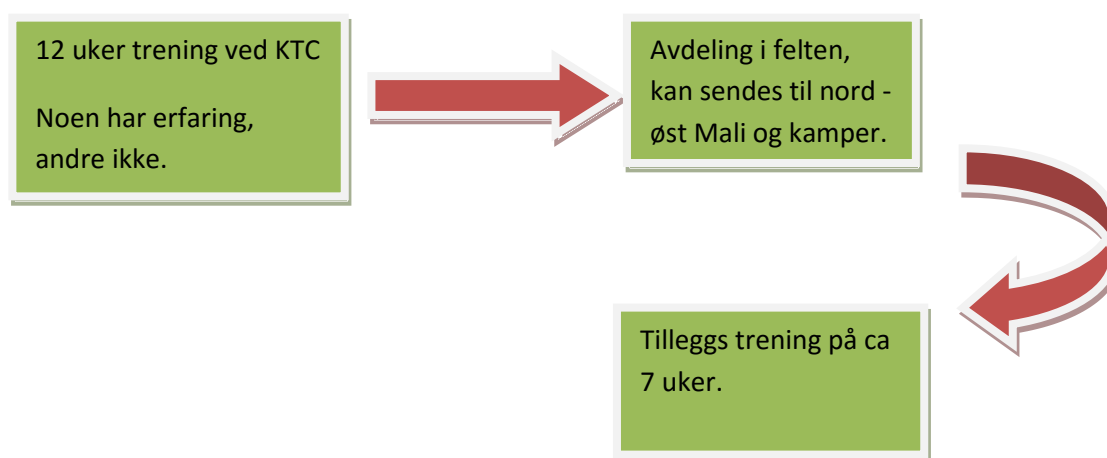 12 uker trening ved KTC
Noen har erfaring,
andre ikke.
Avdeling i felten,
kan sendes til nord -
øst Mali og kamper.
Tilleggs trening på ca
7 uker.